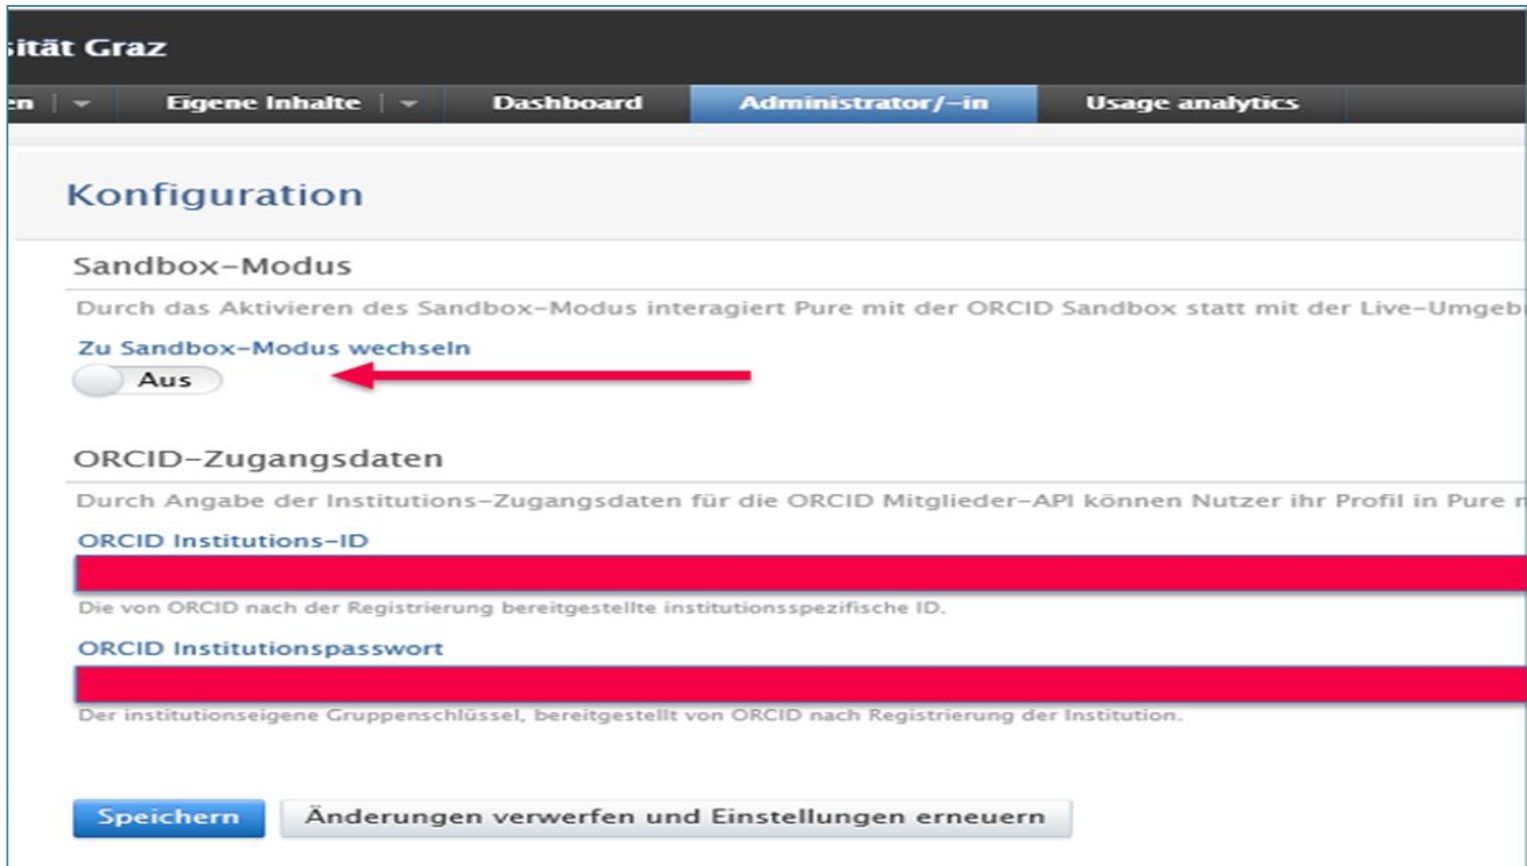 sität Graz
en
Eigene Inhalte
Dashboard
Administrator/-in
Usage analytics
Konfiguration
Sandbox-Modus
Durch das Aktivieren des Sandbox-Modus interagiert Pure mit der ORCID Sandbox statt mit der Live-Umgeb
Zu Sandbox-Modus wechseln
Aus
ORCID-Zugangsdaten
Durch Angabe der Institutions-Zugangsdaten für die ORCID Mitglieder-API können Nutzer ihr Profil in Pure
ORCID Institutions-ID
Die von ORCID nach der Registrierung bereitgestellte institutionsspezifische ID.
ORCID Institutionspasswort
Der institutionseigene Gruppenschlüssel, bereitgestellt von ORCID nach Registrierung der Institution.
Speichern
Änderungen verwerfen und Einstellungen erneuern